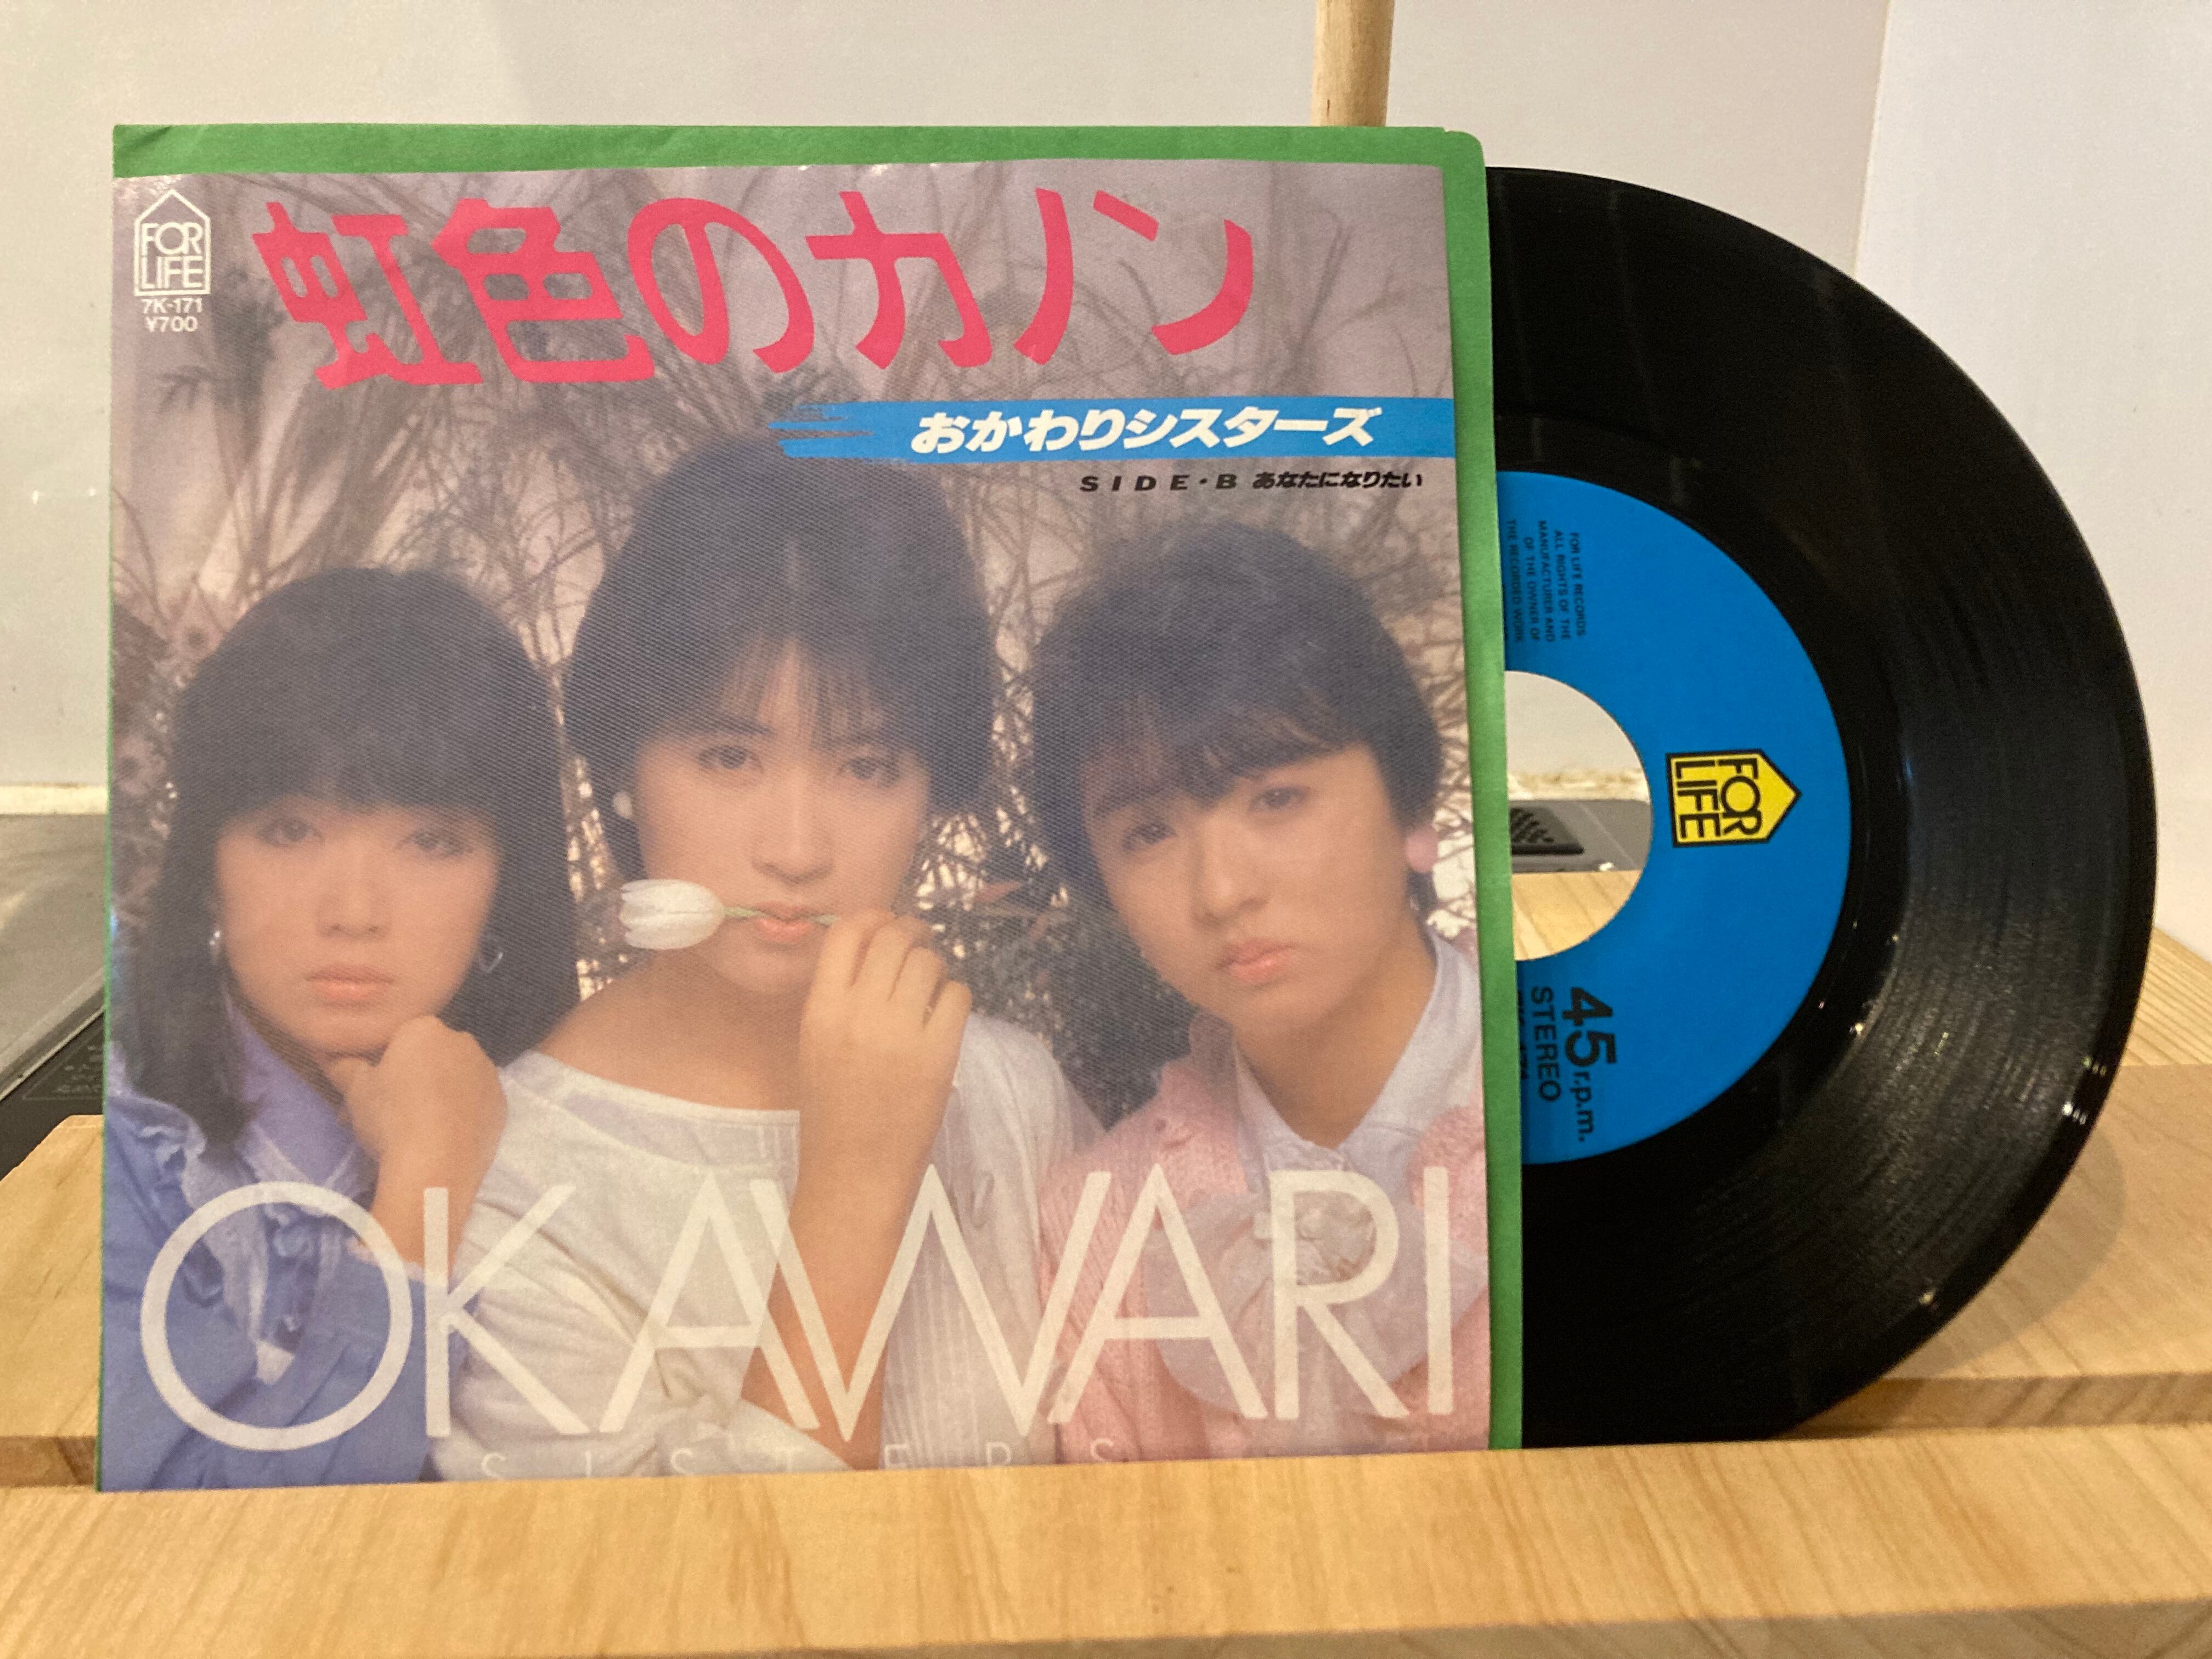 FOR
LIFE
7K-171
¥700
虹色のカノン
おかわりシスターズ
SIDE・B あなたになりたい
OKAWARI
SISTERS
FOR LIFE RECORDS
ALL RIGHTS OF THE
MANUFACTURER AND
OF THE OWNER OF
THE RECORDED WORK
FOR
LIFE
45r.p.m.
STEREO